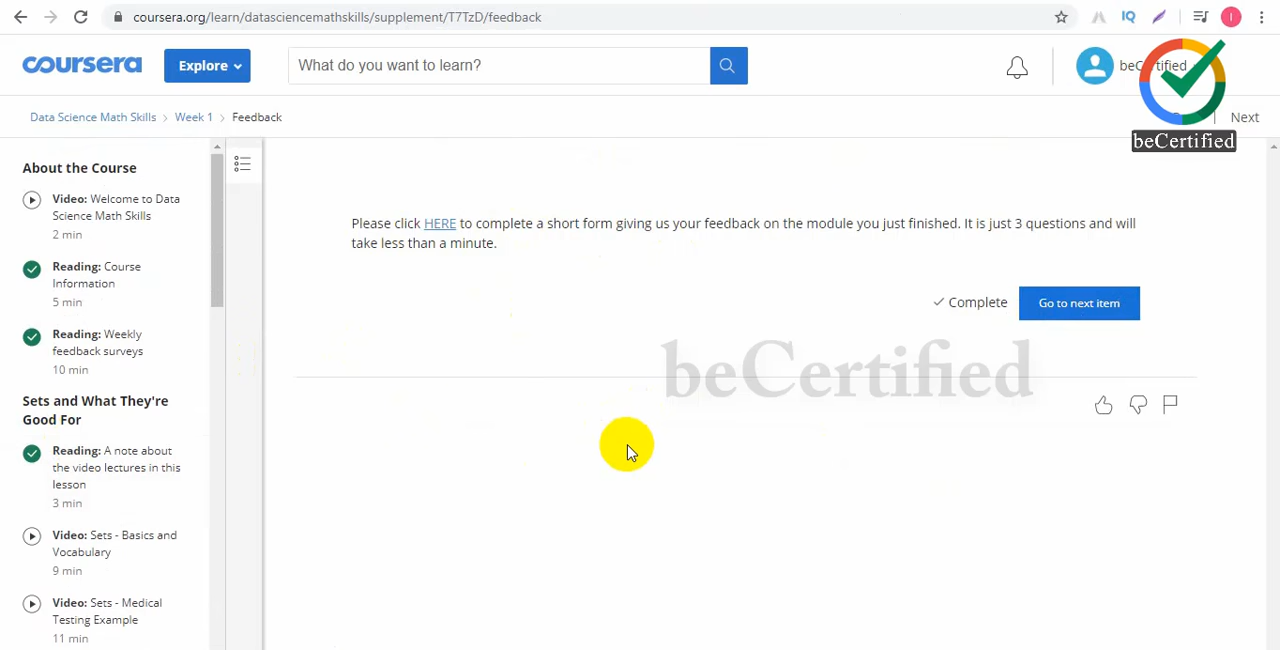 coursera.org/learn/datasciencemathskills/supplement/T7TzD/feedback
coursera
Explore
What do you want to learn?
beCertified
Data Science Math Skills > Week 1 > Feedback
Next
beCertified
About the Course
Video: Welcome to Data
Science Math Skills
2 min
Reading: Course
Information
5 min
Reading: Weekly
feedback surveys
10 min
Sets and What They're
Good For
Reading: A note about
the video lectures in this
lesson
3 min
Video: Sets - Basics and
Vocabulary
9 min
Video: Sets - Medical
Testing Example
11 min
Please click HERE to complete a short form giving us your feedback on the module you just finished. It is just 3 questions and will
take less than a minute.
Complete
Go to next item
beCertified